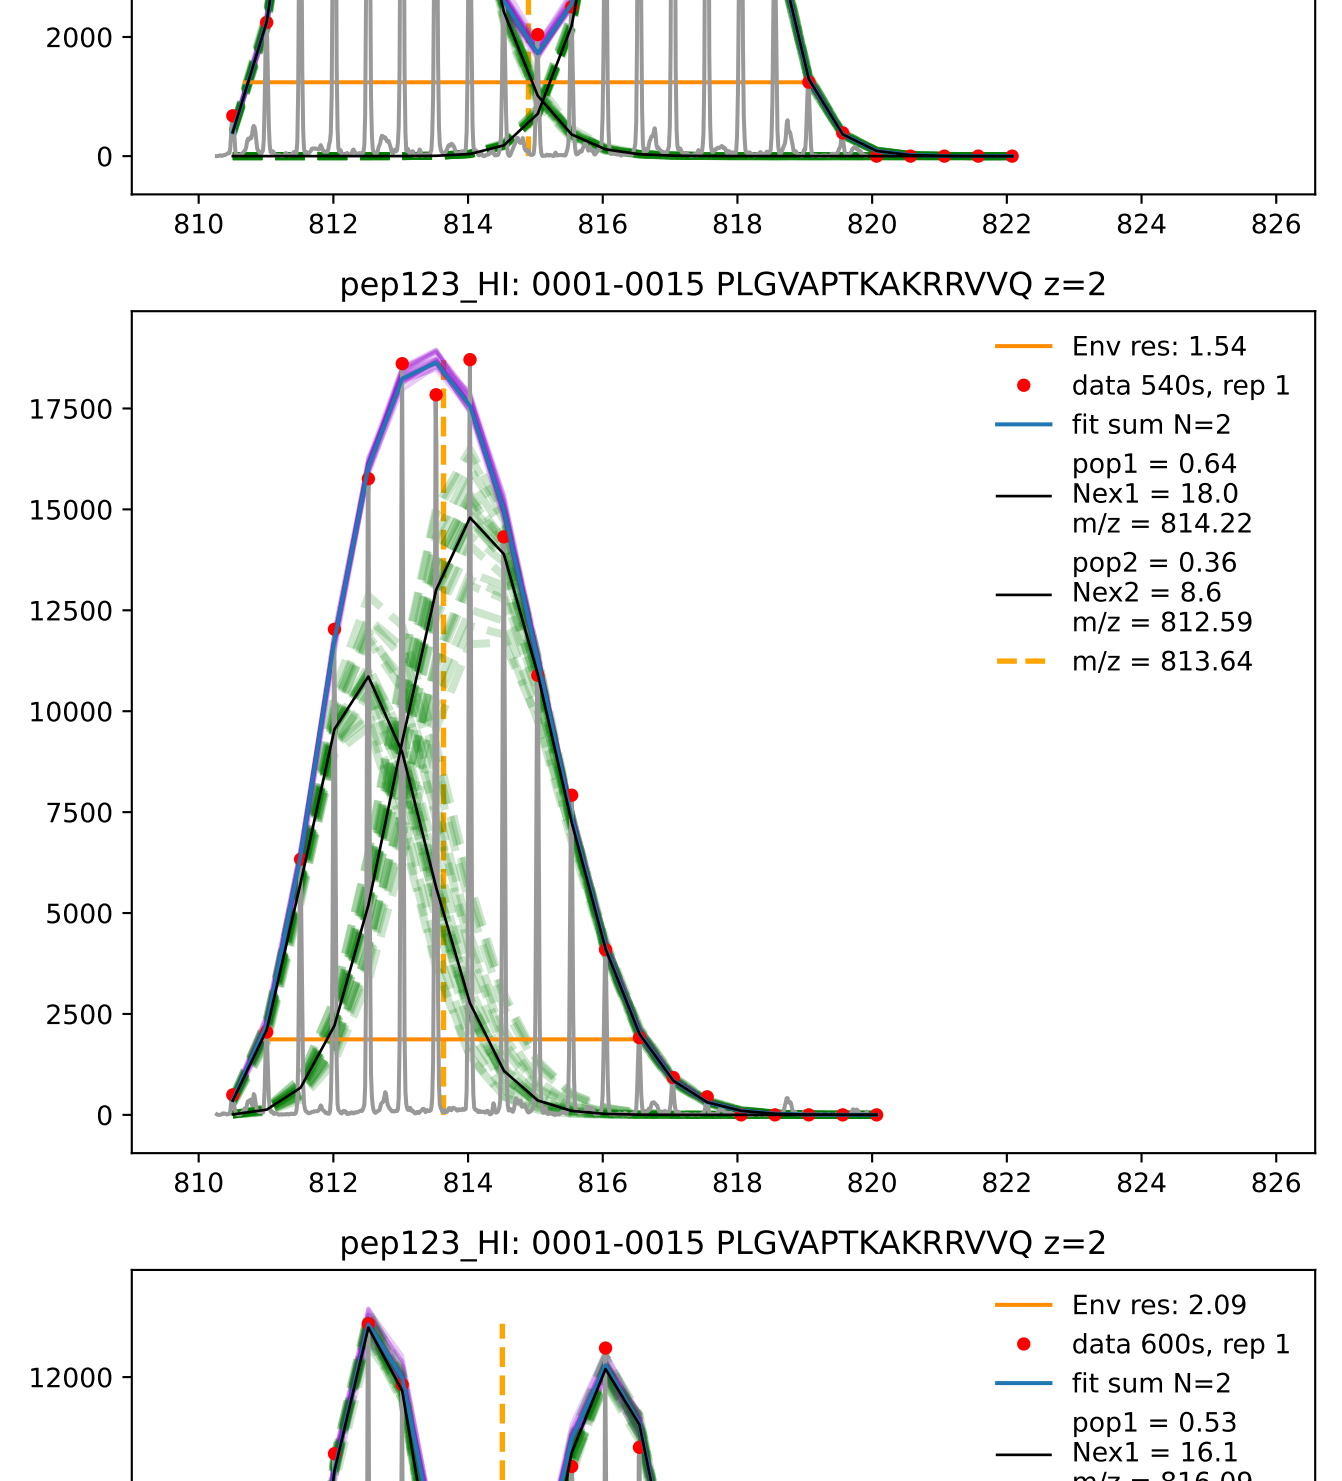 2000
0
810 812 814 816 818 820 822 824 826
pep123_HI: 0001-0015 PLGVAPTKAKRRVVQ z=2
Env res: 1.54
data 540s, rep 1
fit sum N=2
pop1 = 0.64
Nex1 = 18.0
m/z = 814.22
pop2 = 0.36
Nex2 = 8.6
m/z = 812.59
m/z = 813.64
17500
15000
12500
10000
7500
5000
2500
0
810 812 814 816 818 820 822 824 826
pep123_HI: 0001-0015 PLGVAPTKAKRRVVQ z=2
Env res: 2.09
data 600s, rep 1
fit sum N=2
pop1 = 0.53
Nex1 = 16.1
m/z = 816.09
12000